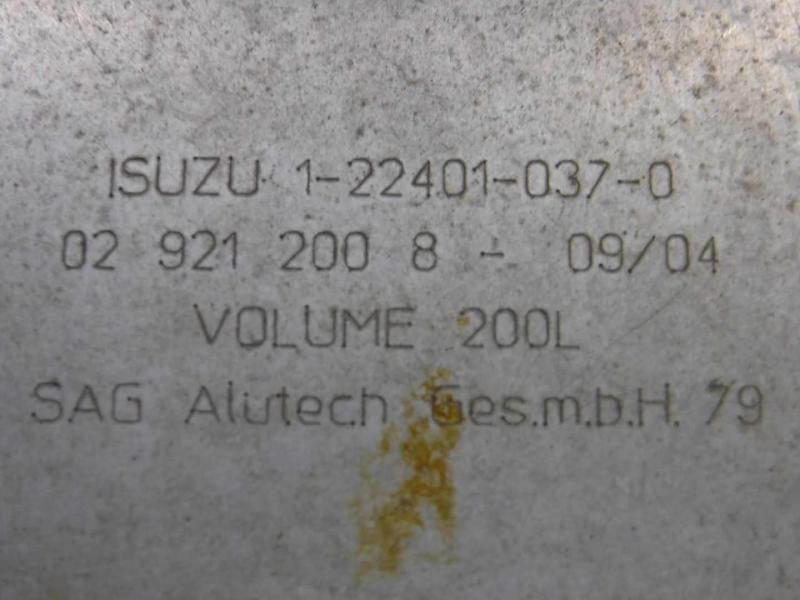 ISUZU 1-22401-037-0
02 921 200 8 - 09/04
VOLUME 200L
SAG Alutech Ges.m.b.H. 79